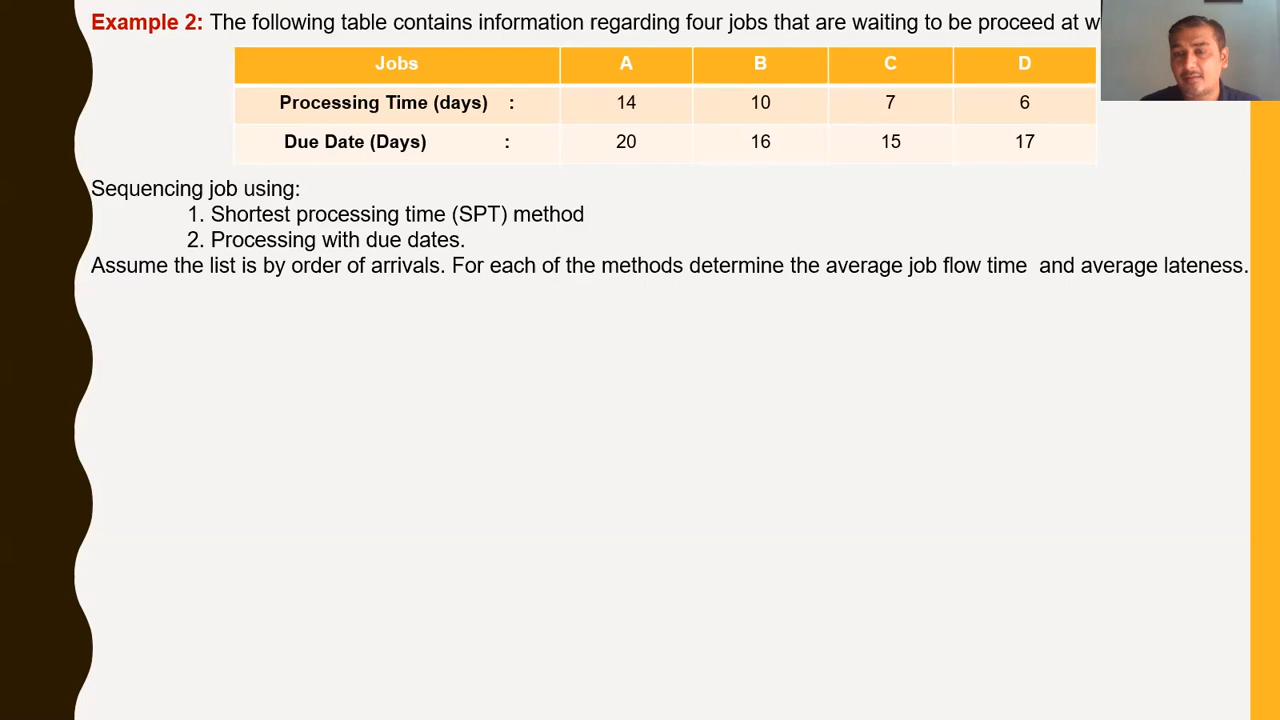 Example 2: The following table contains information regarding four jobs that are waiting to be proceed at
Jobs A B C D
Processing Time (days) : 14 10 7 6
Due Date (Days) : 20 16 15 17
Sequencing job using:
1. Shortest processing time (SPT) method
2. Processing with due dates.
Assume the list is by order of arrivals. For each of the methods determine the average job flow time and average lateness.